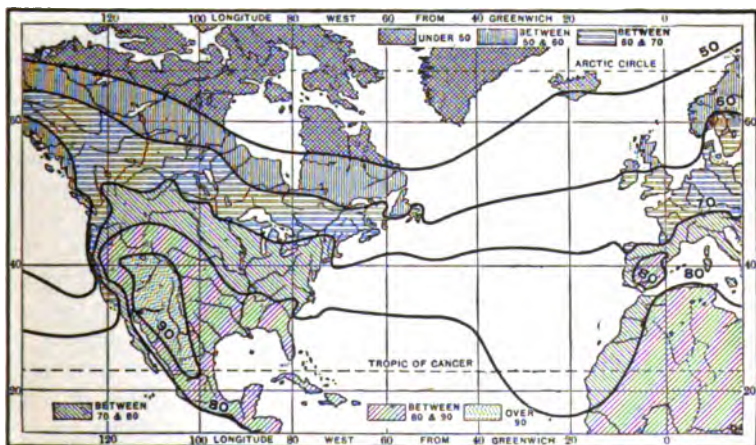 120 100 LONGITUDE 80 WEST 60 FROM 40 GREENWICH 20 0
UNDER 50 BETWEEN 50 & 60 BETWEEN 60 & 70
50
ARCTIC CIRCLE
60 60 60
70
40 80 80 40
90
TROPIC OF CANCER
20 80 20
BETWEEN 70 & 80 BETWEEN 80 & 90 OVER 90
120 100 LONGITUDE 80 WEST 60 FROM 40 GREENWICH 20 0